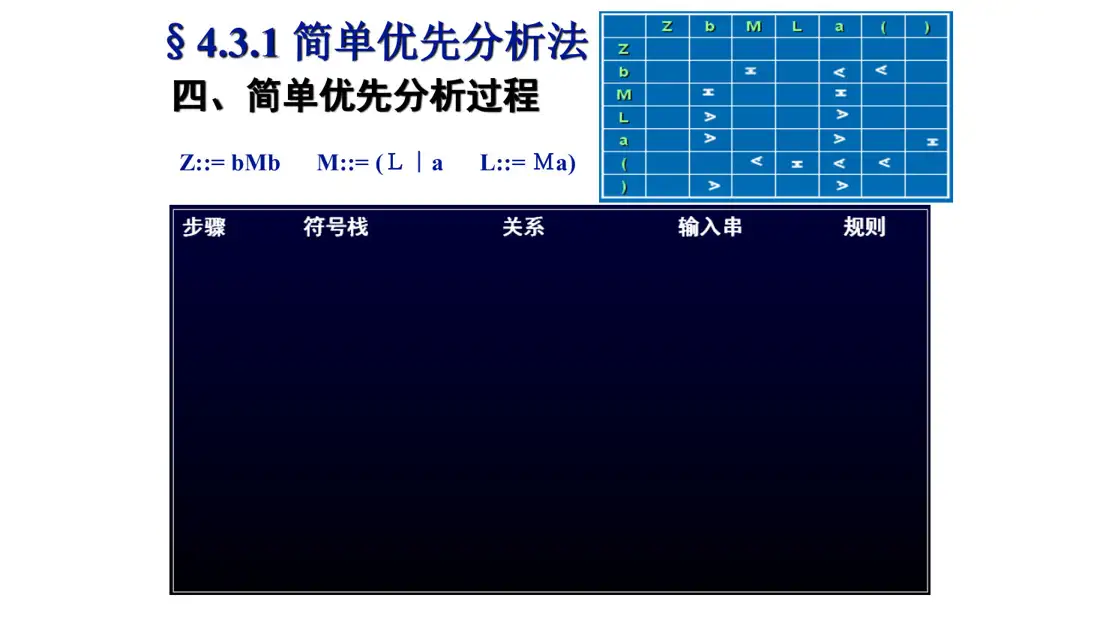 §4.3.1 简单优先分析法
四、简单优先分析过程
Z::= bMb M::= (L｜a L::= Ma)
Z b M L a ( )
Z
b = < <
M = =
L > >
a > > =
( < = < <
) > >
步骤 符号栈 关系 输入串 规则